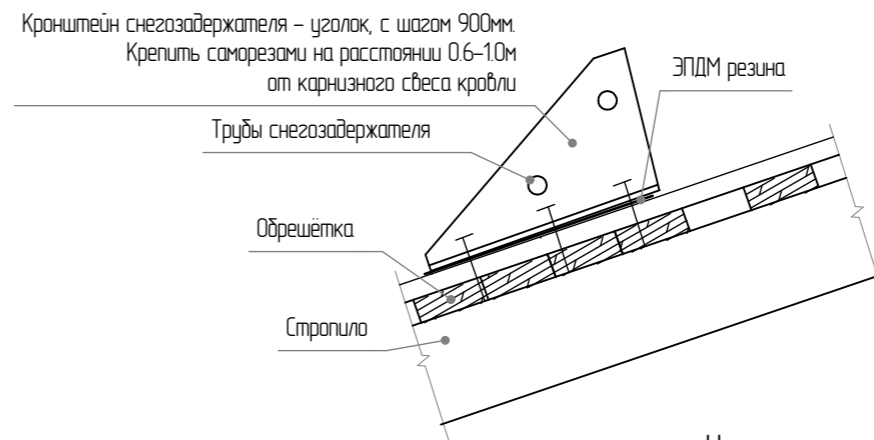 Кронштейн снегозадержателя – уголок, с шагом 900мм.
Крепить саморезами на расстоянии 0.6–1.0м
от карнизного свеса кровли
ЭПДМ резина
Трубы снегозадержателя
Обрешётка
Стропило